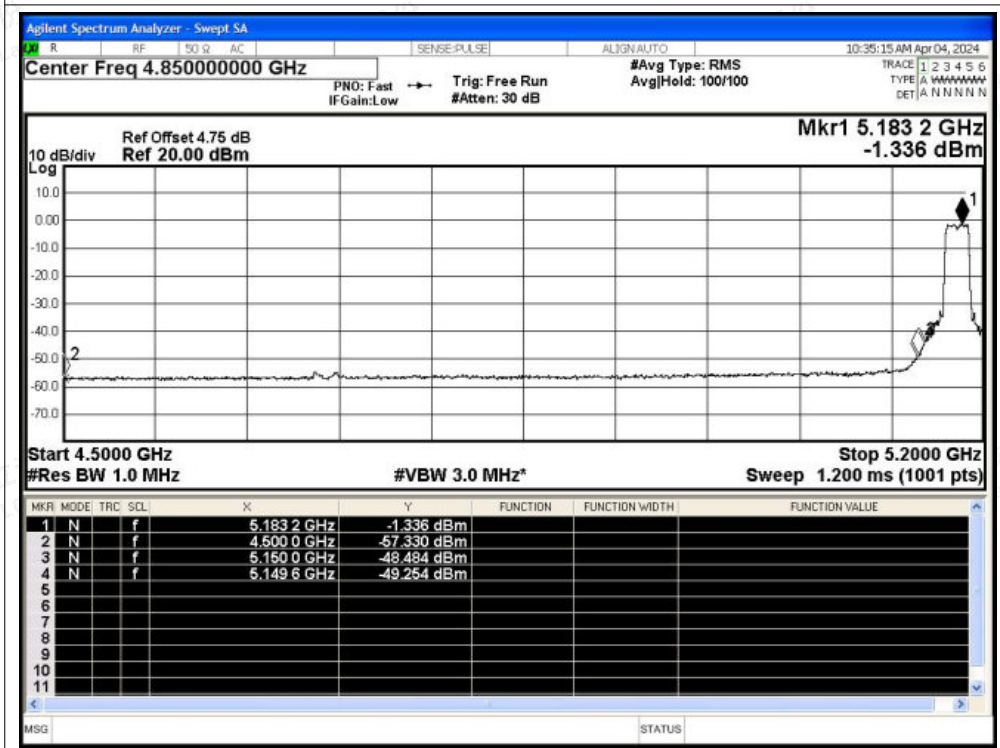 Agilent Spectrum Analyzer - Swept SA
LXI R RF 50 Ω AC SENSE:PULSE ALIGNAUTO 10:35:15 AM Apr 04, 2024
Center Freq 4.850000000 GHz #Avg Type: RMS TRACE 1 2 3 4 5 6
PNO: Fast Trig: Free Run Avg|Hold: 100/100 TYPE A WWWWW
IFGain:Low #Atten: 30 dB DET A N N N N N
Mkr1 5.183 2 GHz
Ref Offset 4.75 dB
10 dB/div Ref 20.00 dBm -1.336 dBm
Log
10.0
1
0.00
-10.0
-20.0
-30.0
-40.0
-50.0 2
-60.0
-70.0
Start 4.5000 GHz Stop 5.2000 GHz
#Res BW 1.0 MHz #VBW 3.0 MHz* Sweep 1.200 ms (1001 pts)
MKR MODE TRC SCL X Y FUNCTION FUNCTION WIDTH FUNCTION VALUE
1 N f 5.183 2 GHz -1.336 dBm
2 N f 4.500 0 GHz -57.330 dBm
3 N f 5.150 0 GHz -48.484 dBm
4 N f 5.149 6 GHz -49.254 dBm
5
6
7
8
9
10
11
MSG STATUS